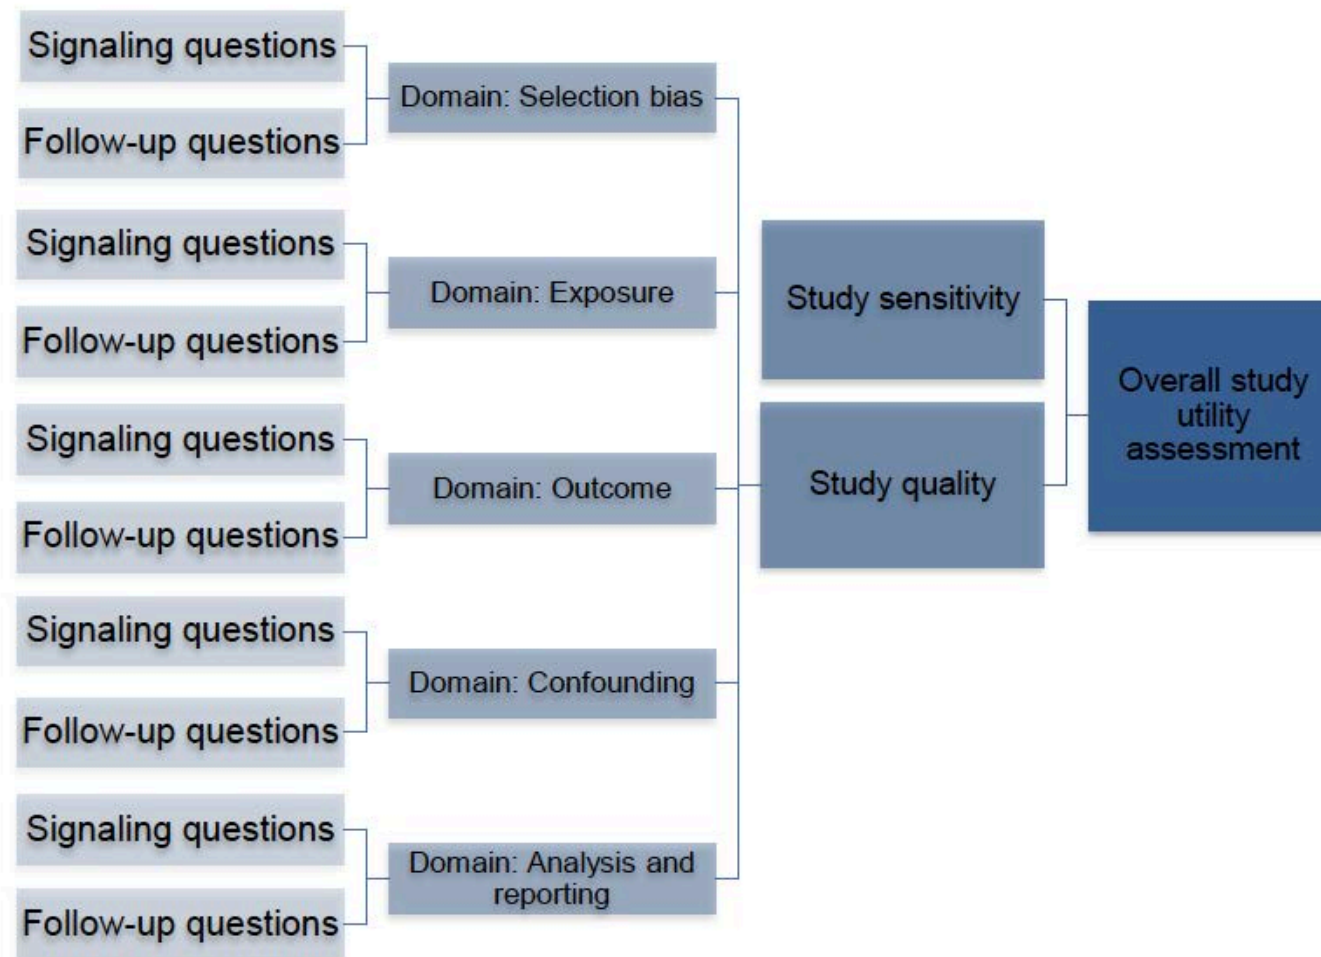 Signaling questions
Follow-up questions
Domain: Selection bias
Signaling questions
Follow-up questions
Domain: Exposure
Signaling questions
Follow-up questions
Domain: Outcome
Signaling questions
Follow-up questions
Domain: Confounding
Signaling questions
Follow-up questions
Domain: Analysis and
reporting
Study sensitivity
Study quality
Overall study
utility
assessment